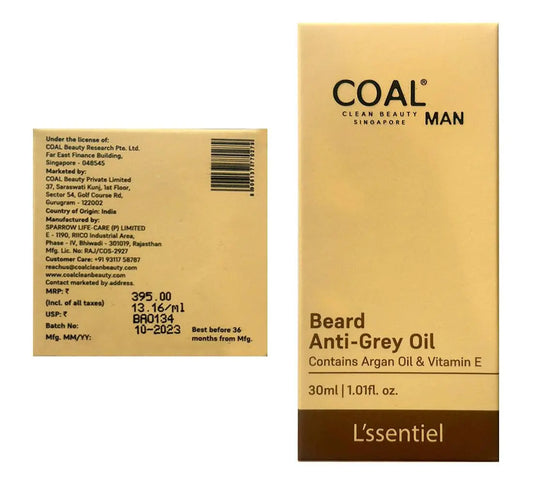 Under the license of:
COAL Beauty Research Pte. Ltd.
Far East Finance Building,
Singapore - 048545
Marketed by:
COAL Beauty Private Limited
37, Saraswati Kunj, 1st Floor,
Sector 54, Golf Course Rd,
Gurugram - 122002
Country of Origin: India
Manufactured by:
SPARROW LIFE-CARE (P) LIMITED
E - 1190, RIICO Industrial Area,
Phase - IV, Bhiwadi - 301019, Rajasthan
Mfg. Lic. No: RAJ/COS-2927
Customer Care: +91 93117 58787
reachus@coalcleanbeauty.com
www.coalcleanbeauty.com
Contact marketed by address.
MRP: ₹ 395.00
(Incl. of all taxes) 13.16/ml
USP: ₹
Batch No: BA0134
Mfg. MM/YY: 10-2023
Best before 36
months from Mfg.
COAL®
CLEAN BEAUTY
SINGAPORE
MAN
Beard
Anti-Grey Oil
Contains Argan Oil & Vitamin E
30ml | 1.01fl. oz.
L'ssentiel